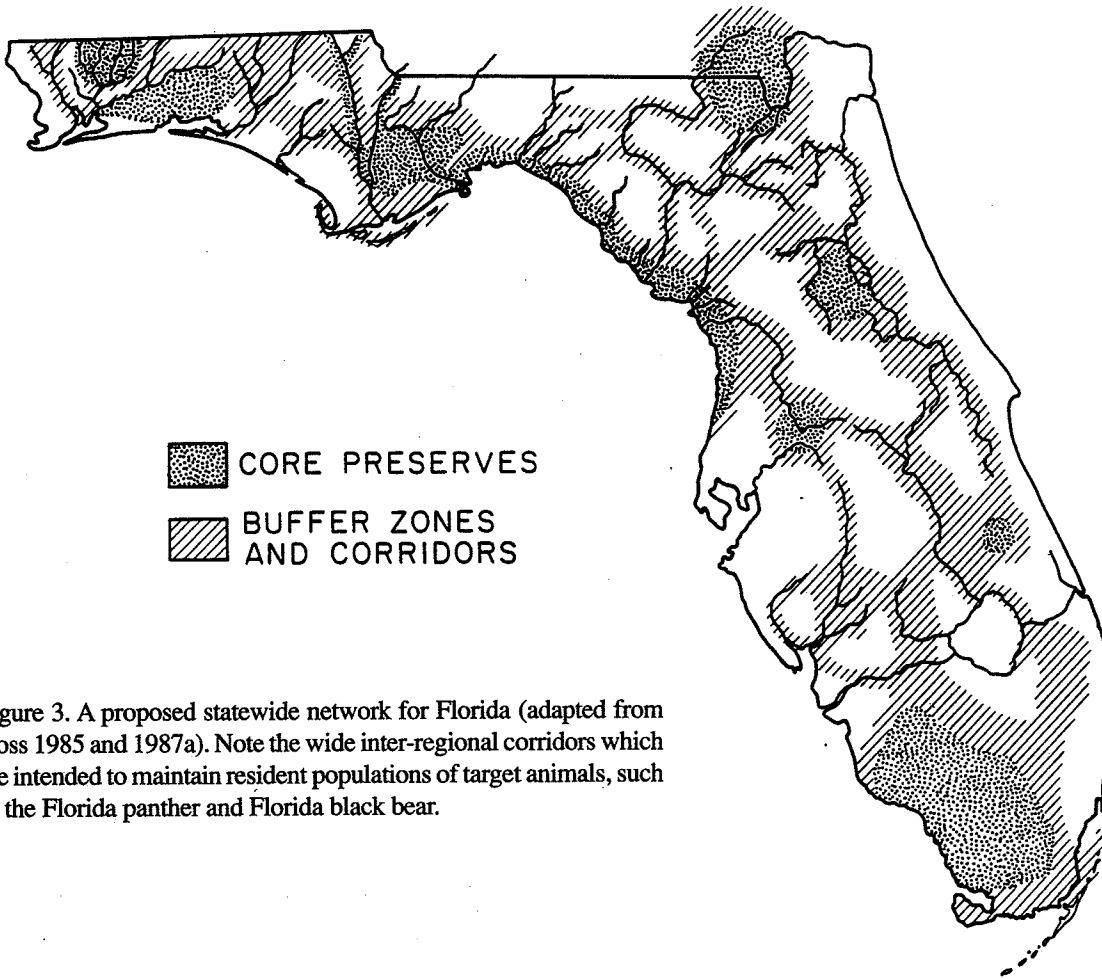 CORE PRESERVES
BUFFER ZONES
AND CORRIDORS
gure 3. A proposed statewide network for Florida (adapted from
oss 1985 and 1987a). Note the wide inter-regional corridors which
e intended to maintain resident populations of target animals, such
the Florida panther and Florida black bear.